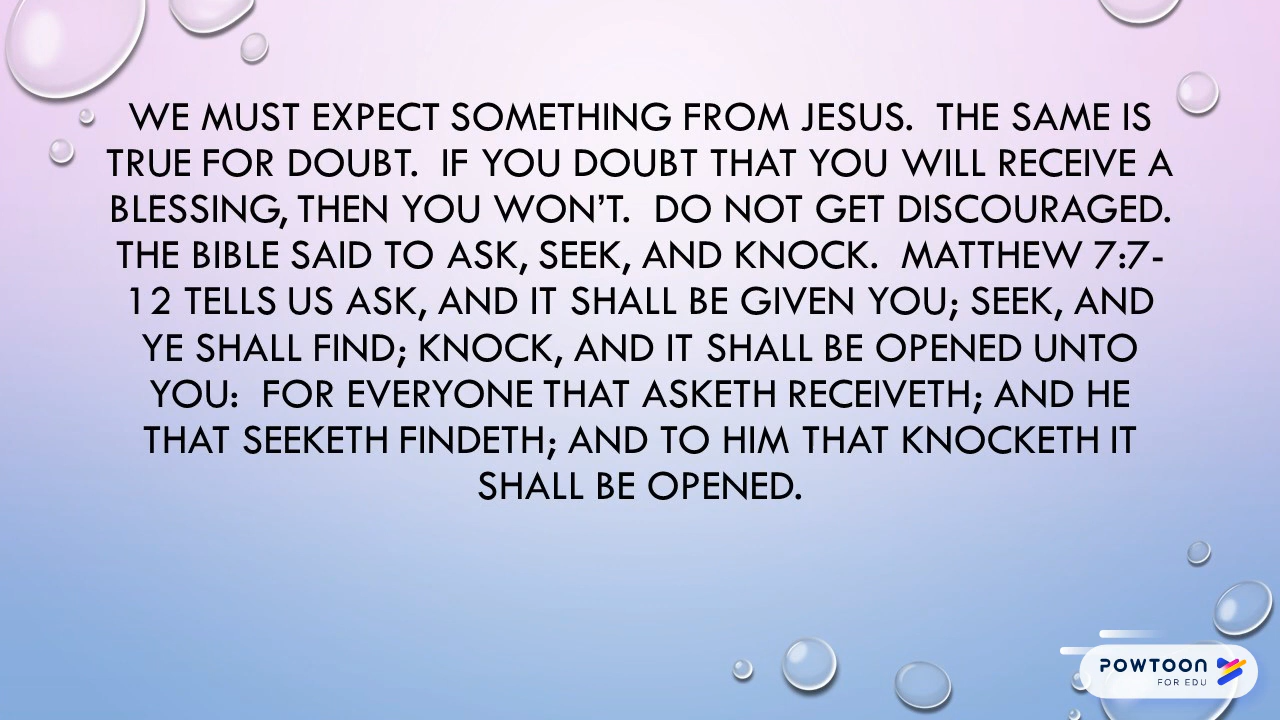 WE MUST EXPECT SOMETHING FROM JESUS.  THE SAME IS
TRUE FOR DOUBT.  IF YOU DOUBT THAT YOU WILL RECEIVE A
BLESSING, THEN YOU WON’T.  DO NOT GET DISCOURAGED.
THE BIBLE SAID TO ASK, SEEK, AND KNOCK.  MATTHEW 7:7-
12 TELLS US ASK, AND IT SHALL BE GIVEN YOU; SEEK, AND
YE SHALL FIND; KNOCK, AND IT SHALL BE OPENED UNTO
YOU:  FOR EVERYONE THAT ASKETH RECEIVETH; AND HE
THAT SEEKETH FINDETH; AND TO HIM THAT KNOCKETH IT
SHALL BE OPENED.
POWTOON
FOR EDU